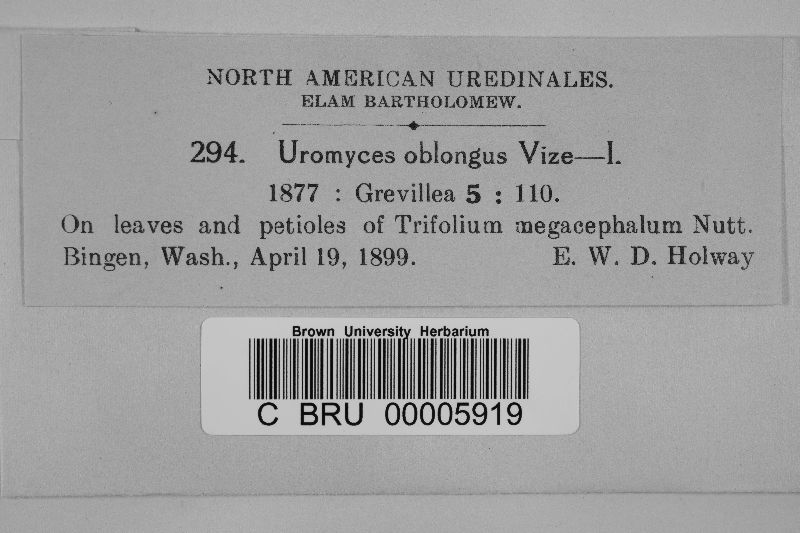 NORTH AMERICAN UREDINALES.
ELAM BARTHOLOMEW.
294. Uromyces oblongus Vize—I.
1877 : Grevillea 5 : 110.
On leaves and petioles of Trifolium megacephalum Nutt.
Bingen, Wash., April 19, 1899. E. W. D. Holway
Brown University Herbarium
C BRU 00005919